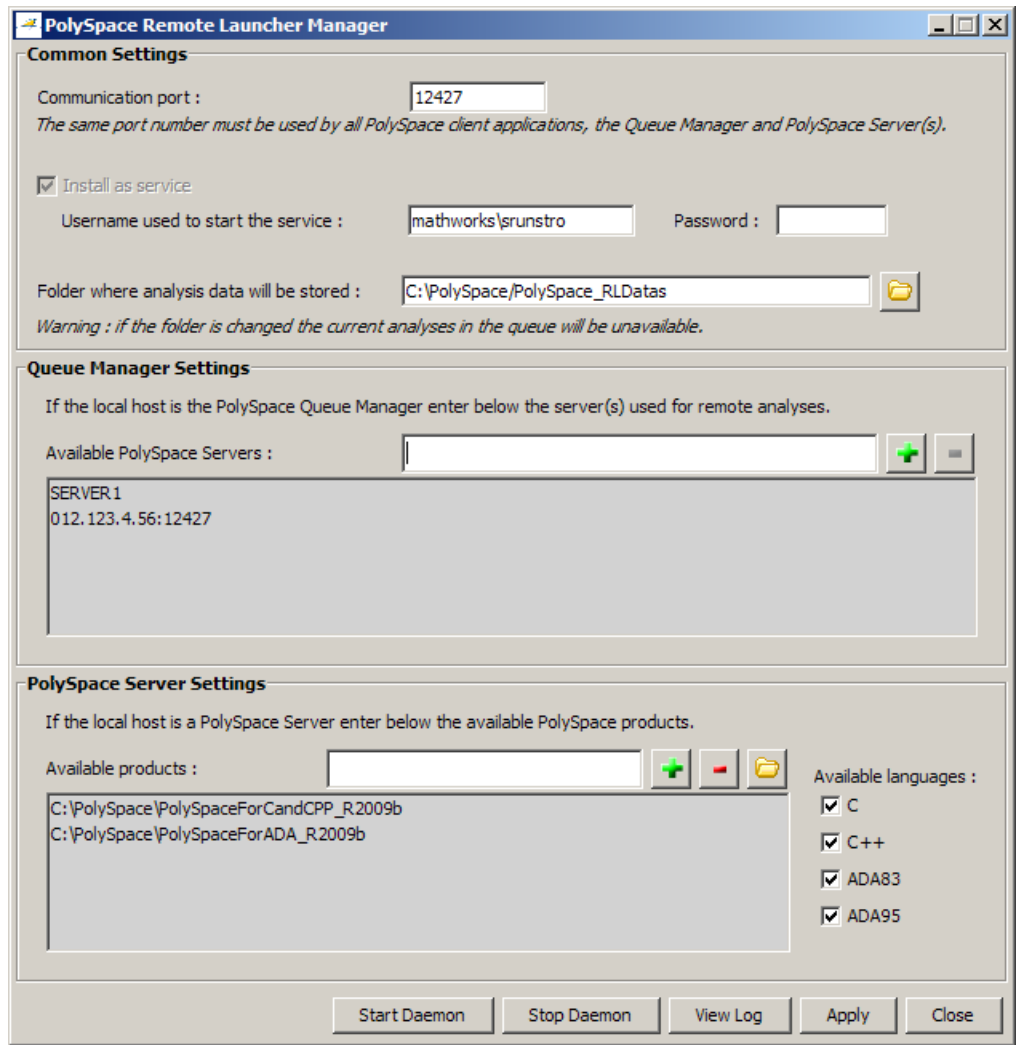 PolySpace Remote Launcher Manager
Common Settings
Communication port : 12427
The same port number must be used by all PolySpace client applications, the Queue Manager and PolySpace Server(s).
Install as service
Username used to start the service : mathworks\srunstro Password :
Folder where analysis data will be stored : C:\PolySpace/PolySpace_RLDatas
Warning : if the folder is changed the current analyses in the queue will be unavailable.
Queue Manager Settings
If the local host is the PolySpace Queue Manager enter below the server(s) used for remote analyses.
Available PolySpace Servers :
SERVER1
012.123.4.56:12427
PolySpace Server Settings
If the local host is a PolySpace Server enter below the available PolySpace products.
Available products :
Available languages :
C:\PolySpace\PolySpaceForCandCPP_R2009b
C:\PolySpace\PolySpaceForADA_R2009b
C
C++
ADA83
ADA95
Start Daemon Stop Daemon View Log Apply Close